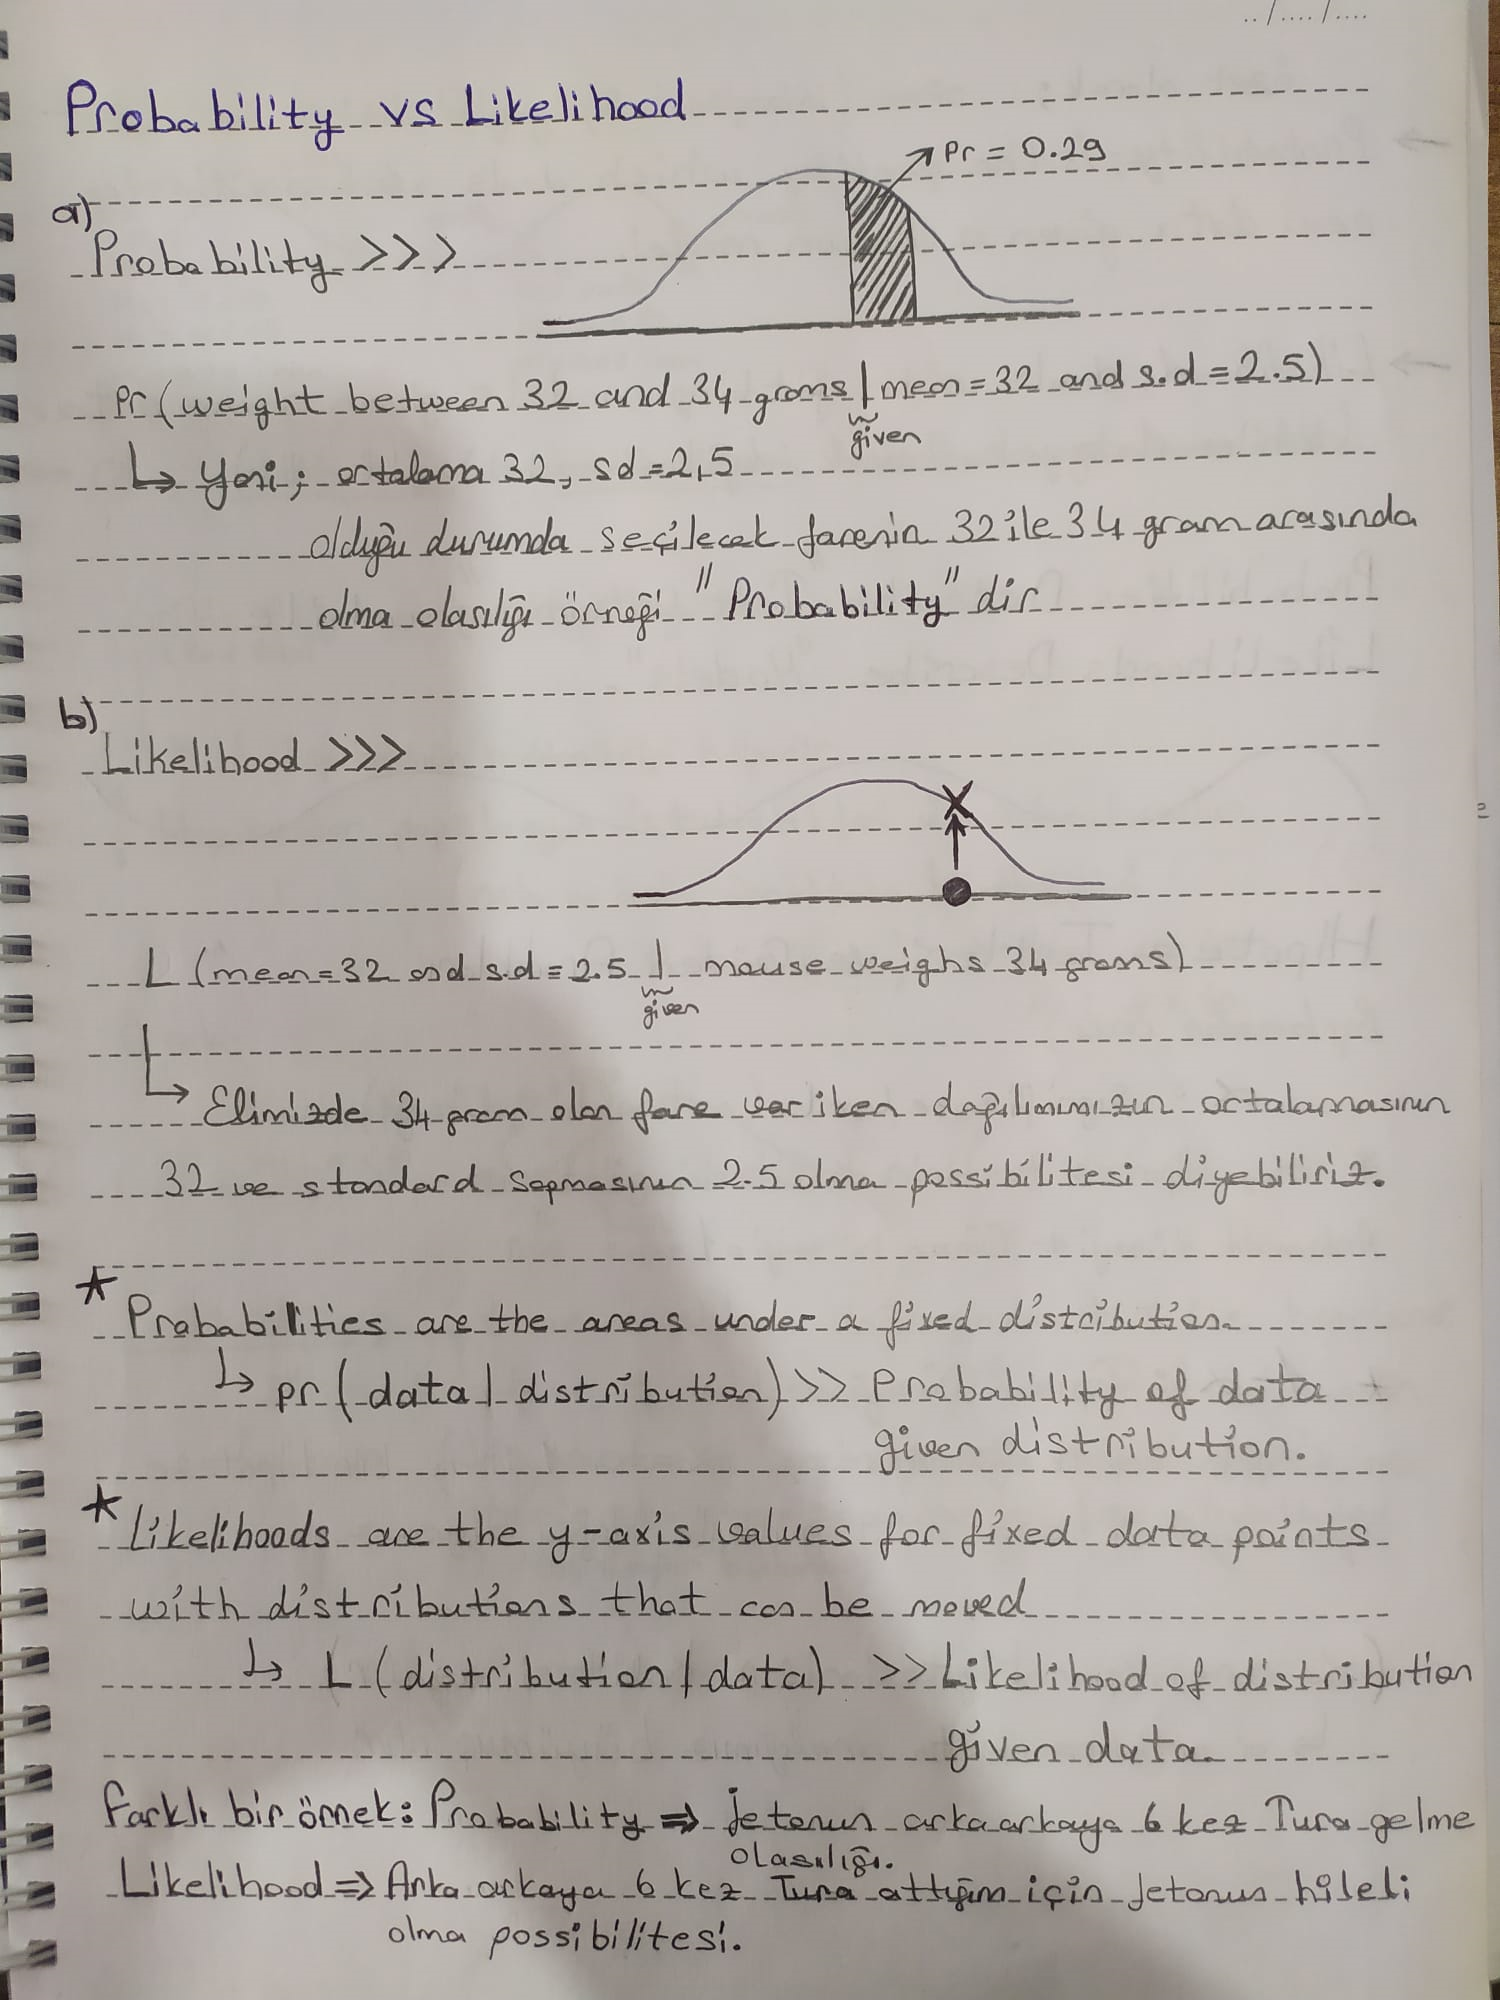 ../..../....
Probability vs Likelihood
Pr = 0.29
a)
Probability >>>
Pr (weight between 32 and 34 grams | mean = 32 and s.d = 2.5)
given
↳ Yani; ortalama 32, sd = 2,5
olduğu durumda seçilecek farenin 32 ile 34 gram arasında
olma olasılığı örneği "Probability" dir
b)
Likelihood >>>
L (mean = 32 and s.d = 2.5 | mouse weighs 34 grams)
given
↳ Elimizde 34 gram olan fare var iken dağılımımızın ortalamasının
32 ve standard sapmasının 2.5 olma possibilitesi diyebiliriz.
★ Probabilities are the areas under a fixed distribution.
↳ pr (data | distribution) >> Probability of data
given distribution.
★ Likelihoods are the y-axis values for fixed data points
with distributions that can be moved
↳ L (distribution | data) >> Likelihood of distribution
given data.
Farklı bir örnek: Probability ⇒ Jetonun arka arkaya 6 kez Tura gelme
olasılığı.
Likelihood ⇒ Arka arkaya 6 kez Tura attığım için Jetonun hileli
olma possibilitesi.